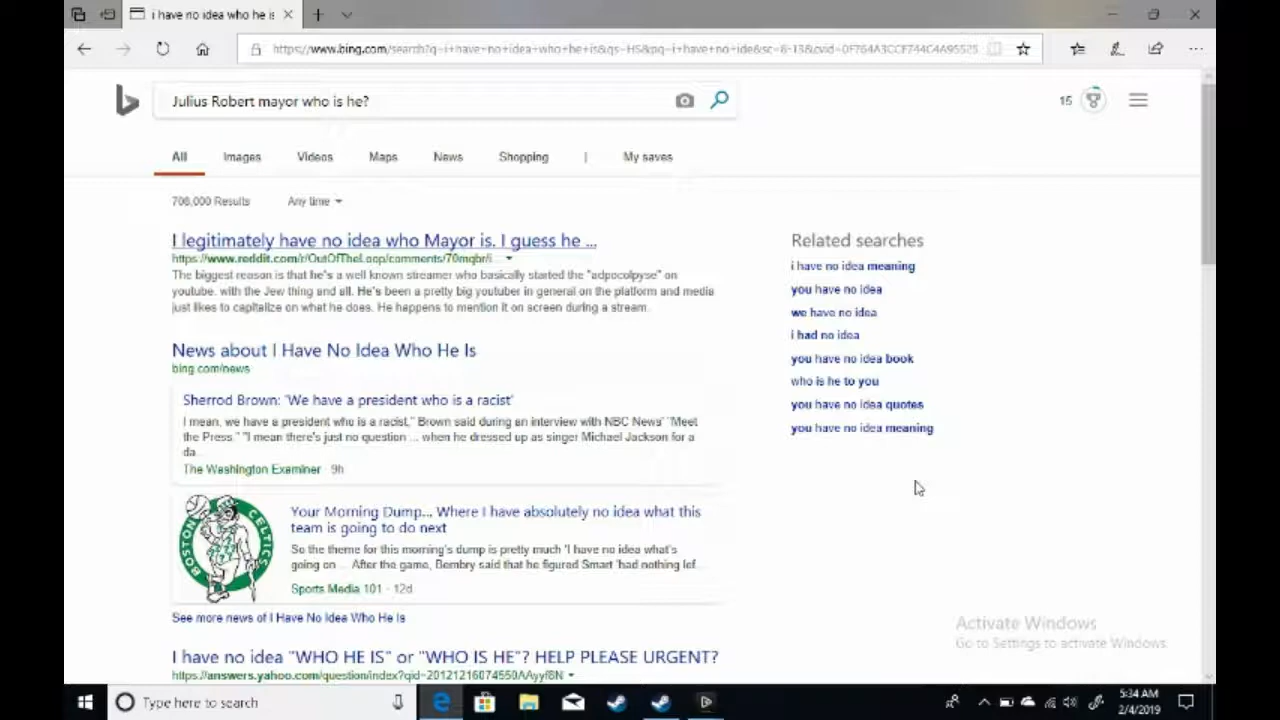 i have no idea who he is
https://www.bing.com/search?q=i+have+no+idea+who+he+is&qs=HS&pq=i+have+no+ide&sc=8-13&cvid=0F764A3CCF744C4A95525
Julius Robert mayor who is he?
15
All Images Videos Maps News Shopping | My saves
708,000 Results Any time
I legitimately have no idea who Mayor is. I guess he ...
https://www.reddit.com/r/OutOfTheLoop/comments/70mqbr/i...
The biggest reason is that he's a well known streamer who basically started the "adpocolpyse" on
youtube. with the Jew thing and all. He's been a pretty big youtuber in general on the platform and media
just likes to capitalize on what he does. He happens to mention it on screen during a stream.
News about I Have No Idea Who He Is
bing.com/news
Sherrod Brown: 'We have a president who is a racist'
I mean, we have a president who is a racist," Brown said during an interview with NBC News' "Meet
the Press." "I mean there's just no question ... when he dressed up as singer Michael Jackson for a
da...
The Washington Examiner · 9h
BOSTON CELTICS
Your Morning Dump... Where I have absolutely no idea what this
team is going to do next
So the theme for this morning's dump is pretty much 'I have no idea what's
going on ... After the game, Bembry said that he figured Smart 'had nothing lef...
Sports Media 101 · 12d
See more news of I Have No Idea Who He Is
I have no idea "WHO HE IS" or "WHO IS HE"? HELP PLEASE URGENT?
https://answers.yahoo.com/question/index?qid=20121216074550AAyyf8N
Related searches
i have no idea meaning
you have no idea
we have no idea
i had no idea
you have no idea book
who is he to you
you have no idea quotes
you have no idea meaning
Activate Windows
Go to Settings to activate Windows.
Type here to search
5:34 AM
2/4/2019